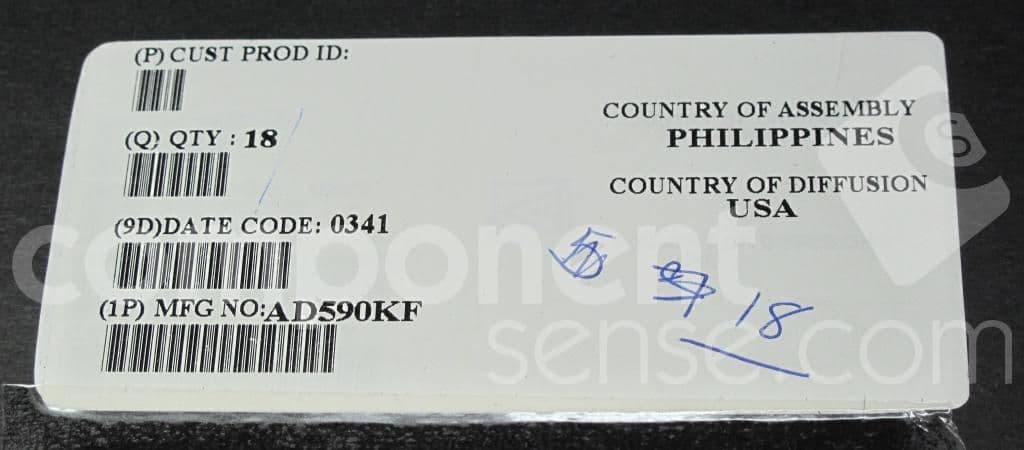 (P) CUST PROD ID:
(Q) QTY : 18
(9D)DATE CODE: 0341
(1P) MFG NO:AD590KF
COUNTRY OF ASSEMBLY
PHILIPPINES
COUNTRY OF DIFFUSION
USA
18
component
sense.com